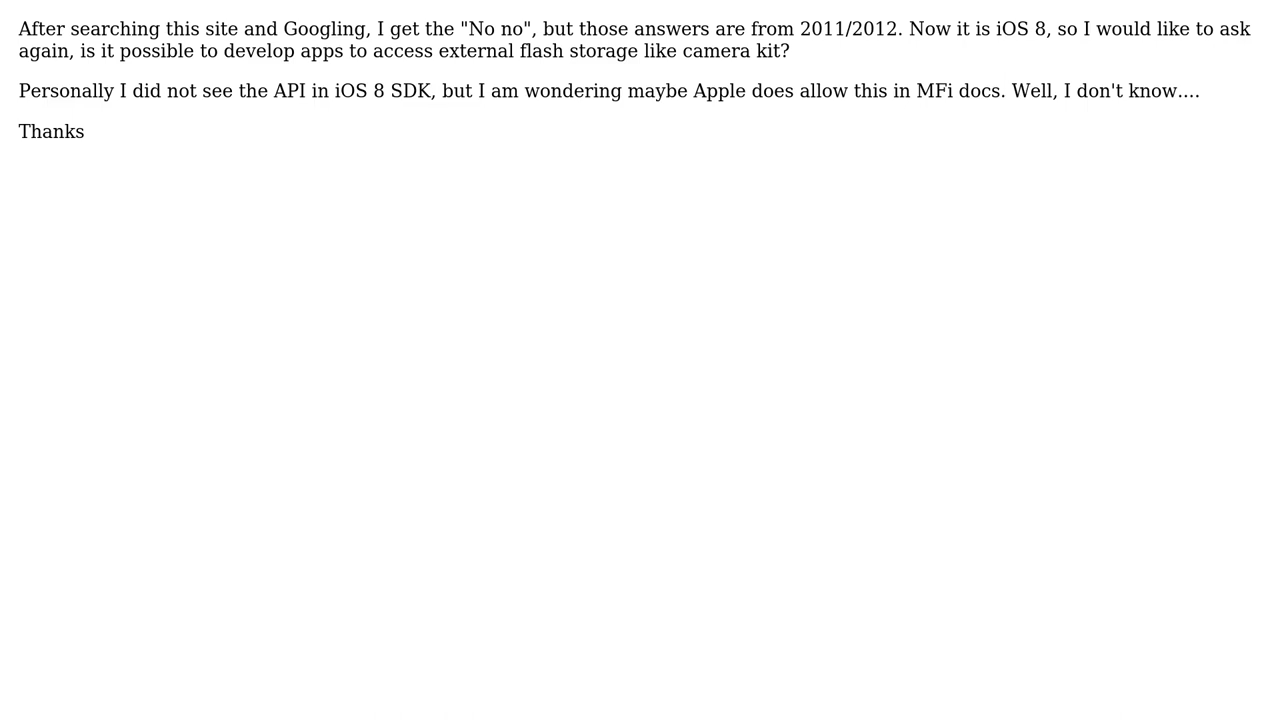 After searching this site and Googling, I get the "No no", but those answers are from 2011/2012. Now it is iOS 8, so I would like to ask
again, is it possible to develop apps to access external flash storage like camera kit?
Personally I did not see the API in iOS 8 SDK, but I am wondering maybe Apple does allow this in MFi docs. Well, I don't know....
Thanks